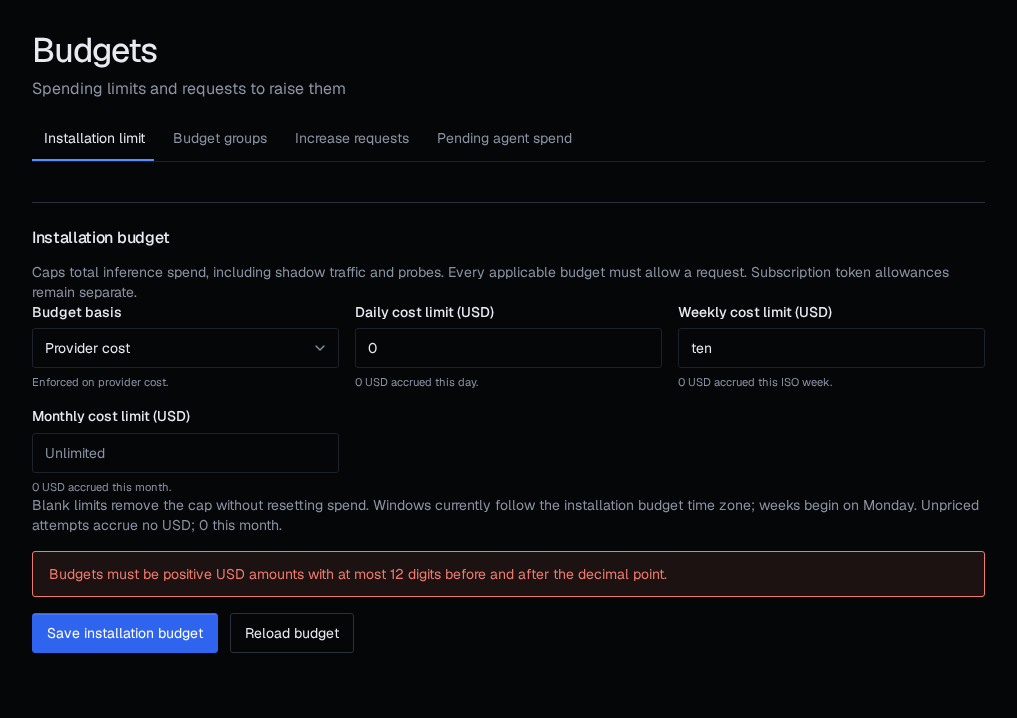 Budgets
Spending limits and requests to raise them
Installation limit
Budget groups
Increase requests
Pending agent spend
Installation budget
Caps total inference spend, including shadow traffic and probes. Every applicable budget must allow a request. Subscription token allowances
remain separate.
Budget basis
Provider cost
Enforced on provider cost.
Daily cost limit (USD)
0
0 USD accrued this day.
Weekly cost limit (USD)
ten
0 USD accrued this ISO week.
Monthly cost limit (USD)
Unlimited
0 USD accrued this month.
Blank limits remove the cap without resetting spend. Windows currently follow the installation budget time zone; weeks begin on Monday. Unpriced
attempts accrue no USD; 0 this month.
Budgets must be positive USD amounts with at most 12 digits before and after the decimal point.
Save installation budget
Reload budget